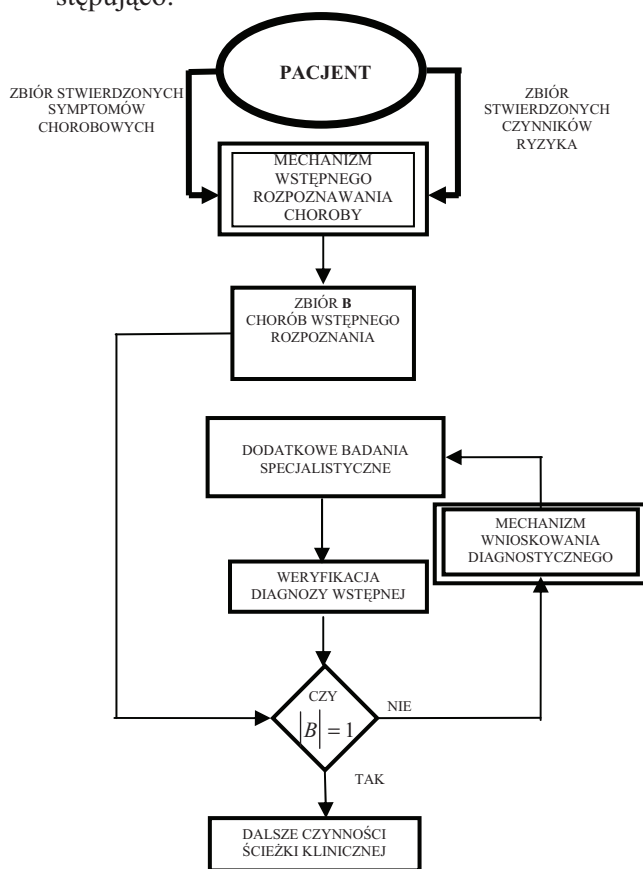 stępująco:
PACJENT
ZBIÓR STWIERDZONYCH
SYMPTOMÓW
CHOROBOWYCH
ZBIÓR
STWIERDZONYCH
CZYNNIKÓW
RYZYKA
MECHANIZM
WSTĘPNEGO
ROZPOZNAWANIA
CHOROBY
ZBIÓR B
CHORÓB WSTĘPNEGO
ROZPOZNANIA
DODATKOWE BADANIA
SPECJALISTYCZNE
MECHANIZM
WNIOSKOWANIA
DIAGNOSTYCZNEGO
WERYFIKACJA
DIAGNOZY WSTĘPNEJ
CZY
|B| = 1
NIE
TAK
DALSZE CZYNNOŚCI
ŚCIEŻKI KLINICZNEJ